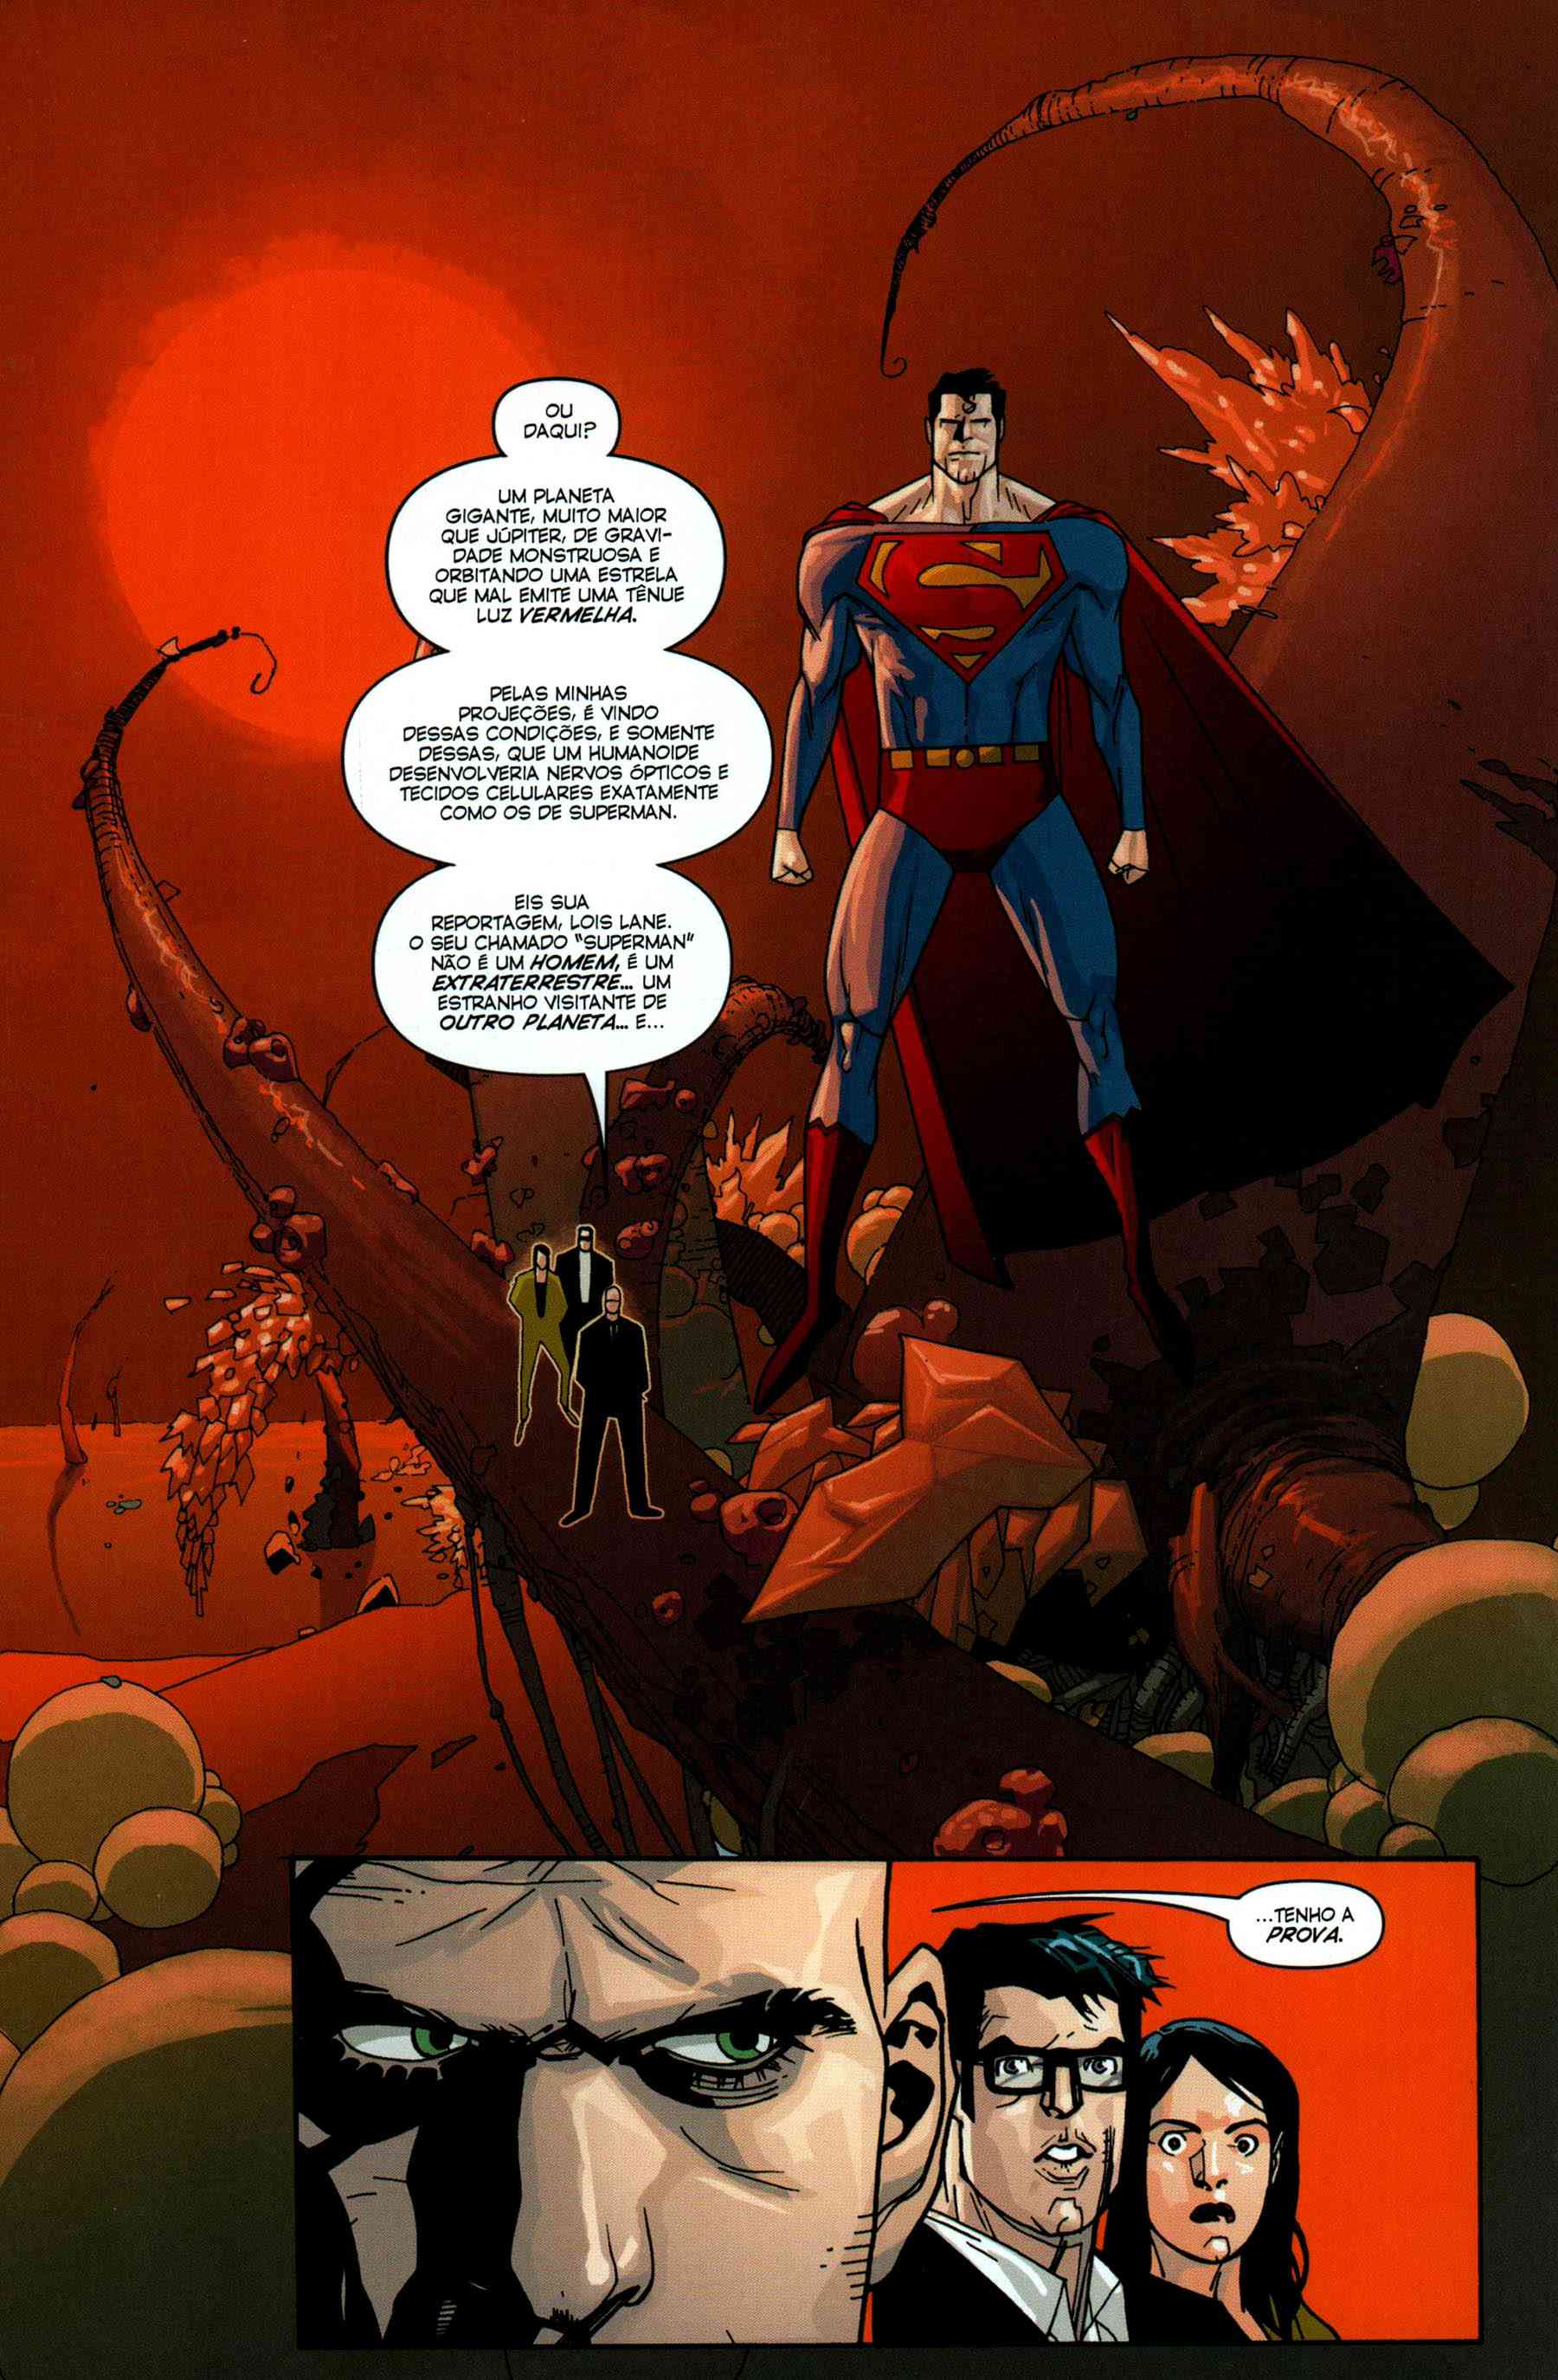 OU
DAQUI?
UM PLANETA
GIGANTE, MUITO MAIOR
QUE JÚPITER, DE GRAVI-
DADE MONSTRUOSA E
ORBITANDO UMA ESTRELA
QUE MAL EMITE UMA TÊNUE
LUZ VERMELHA.
PELAS MINHAS
PROJEÇÕES, É VINDO
DESSAS CONDIÇÕES, E SOMENTE
DESSAS, QUE UM HUMANOIDE
DESENVOLVERIA NERVOS ÓPTICOS E
TECIDOS CELULARES EXATAMENTE
COMO OS DE SUPERMAN.
EIS SUA
REPORTAGEM, LOIS LANE.
O SEU CHAMADO "SUPERMAN"
NÃO É UM HOMEM, É UM
EXTRATERRESTRE... UM
ESTRANHO VISITANTE DE
OUTRO PLANETA... E...
S
...TENHO A
PROVA.